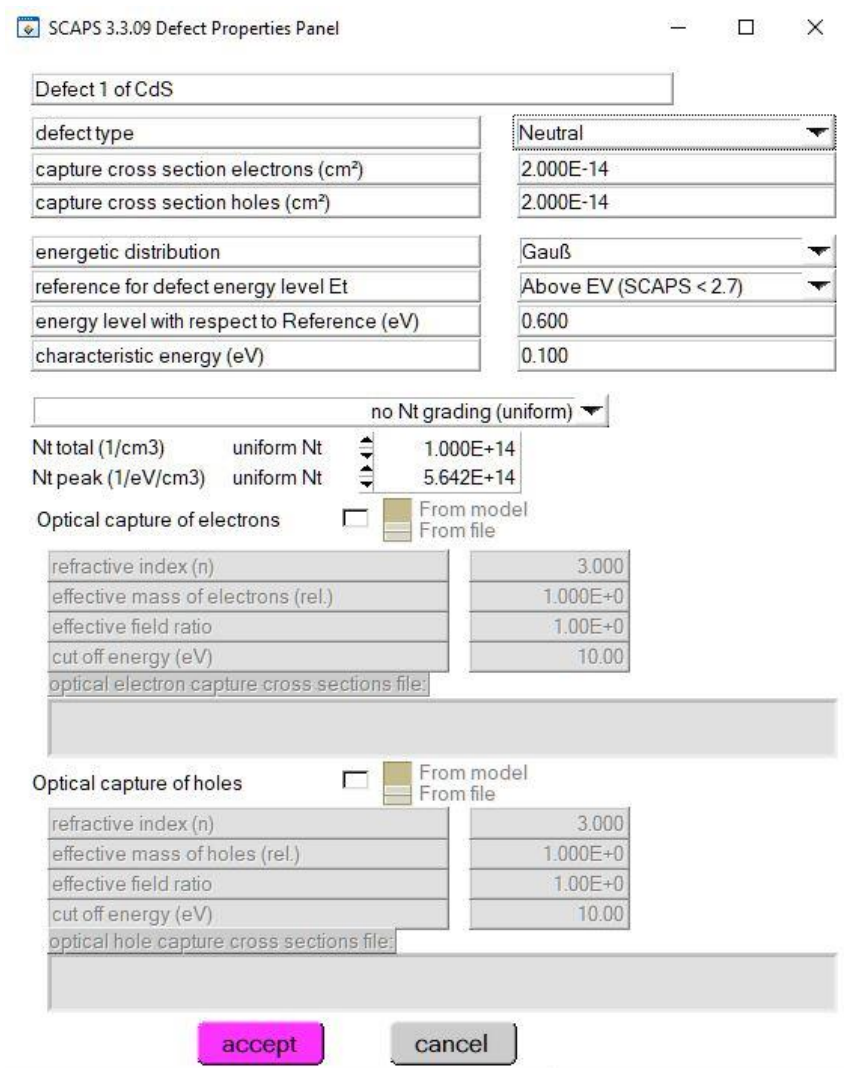 SCAPS 3.3.09 Defect Properties Panel
Defect 1 of CdS
defect type Neutral
capture cross section electrons (cm²) 2.000E-14
capture cross section holes (cm²) 2.000E-14
energetic distribution Gauß
reference for defect energy level Et Above EV (SCAPS < 2.7)
energy level with respect to Reference (eV) 0.600
characteristic energy (eV) 0.100
no Nt grading (uniform)
Nt total (1/cm3) uniform Nt 1.000E+14
Nt peak (1/eV/cm3) uniform Nt 5.642E+14
Optical capture of electrons From model
From file
refractive index (n) 3.000
effective mass of electrons (rel.) 1.000E+0
effective field ratio 1.00E+0
cut off energy (eV) 10.00
optical electron capture cross sections file:
Optical capture of holes From model
From file
refractive index (n) 3.000
effective mass of holes (rel.) 1.000E+0
effective field ratio 1.00E+0
cut off energy (eV) 10.00
optical hole capture cross sections file:
accept cancel